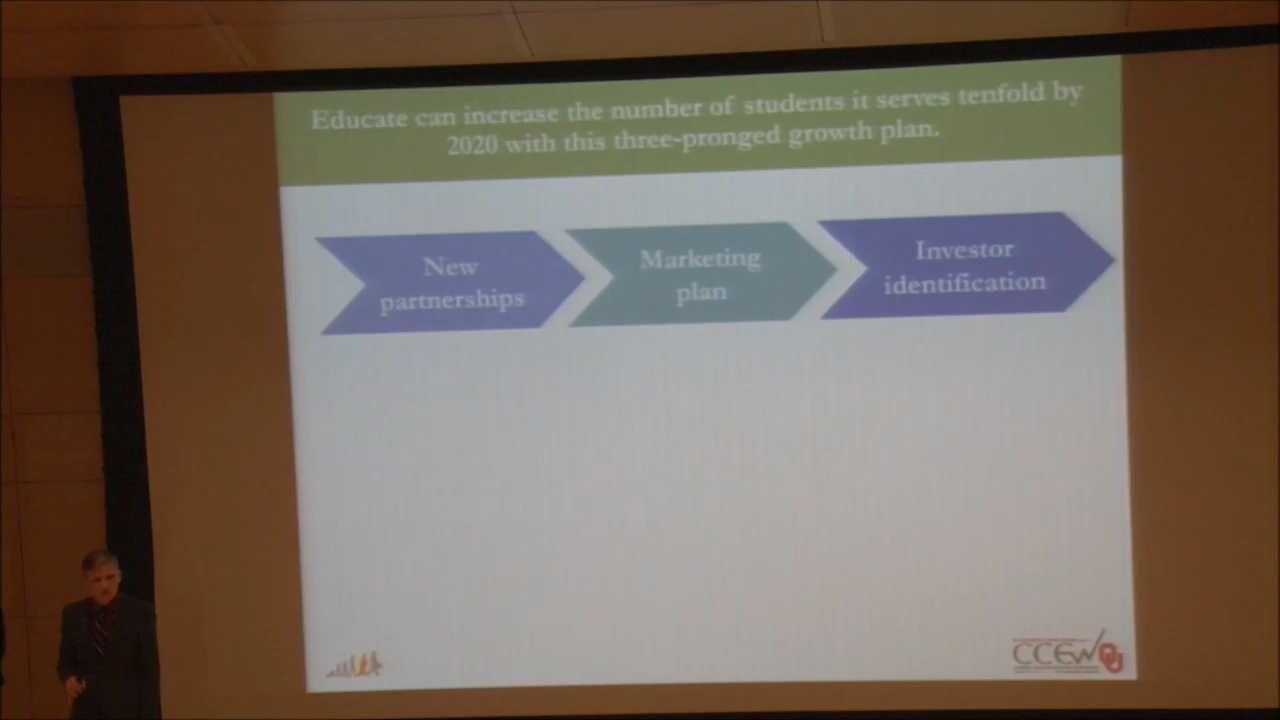 Educate can increase the number of students it serves tenfold by
2020 with this three-pronged growth plan.
New
partnerships
Marketing
plan
Investor
identification
CCEW